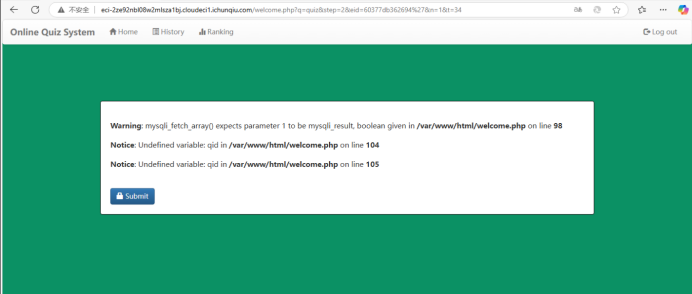 不安全 eci-2ze92nbl08w2mlsza1bj.cloudeci1.ichunqiu.com/welcome.php?q=quiz&step=2&eid=60377db362694%27&n=1&t=34
Online Quiz System Home History Ranking Log out
Warning: mysqli_fetch_array() expects parameter 1 to be mysqli_result, boolean given in /var/www/html/welcome.php on line 98
Notice: Undefined variable: qid in /var/www/html/welcome.php on line 104
Notice: Undefined variable: qid in /var/www/html/welcome.php on line 105
Submit